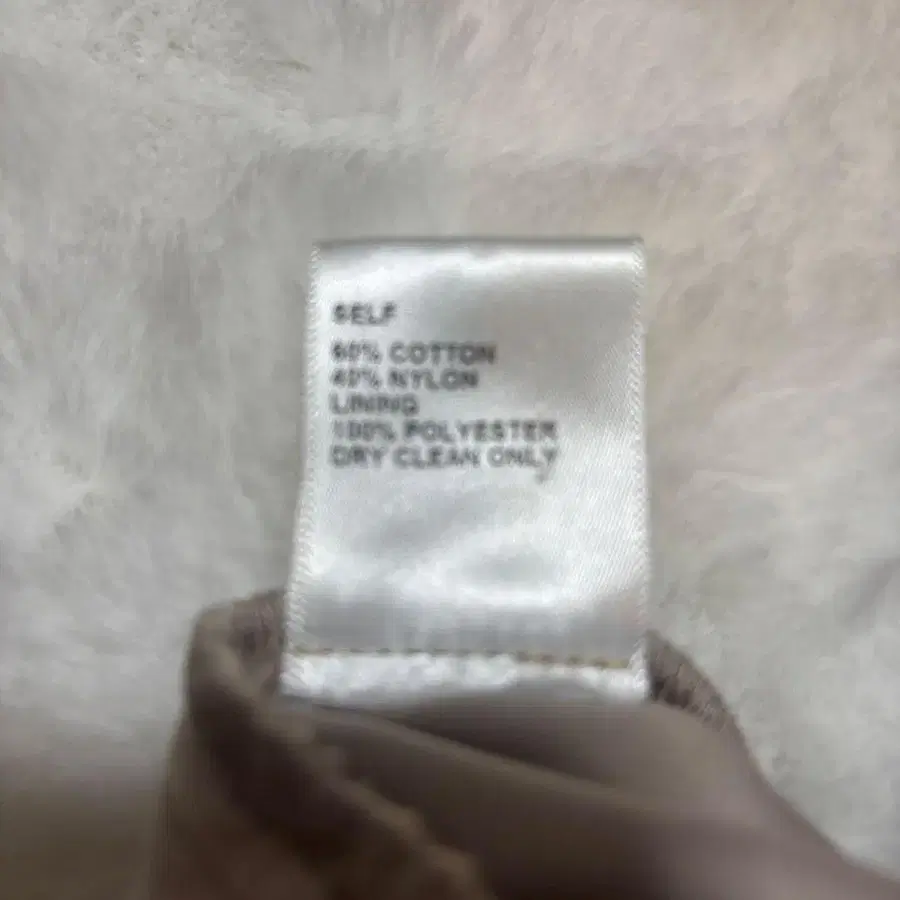 SELF
60% COTTON
40% NYLON
LINING
100% POLYESTER
DRY CLEAN ONLY